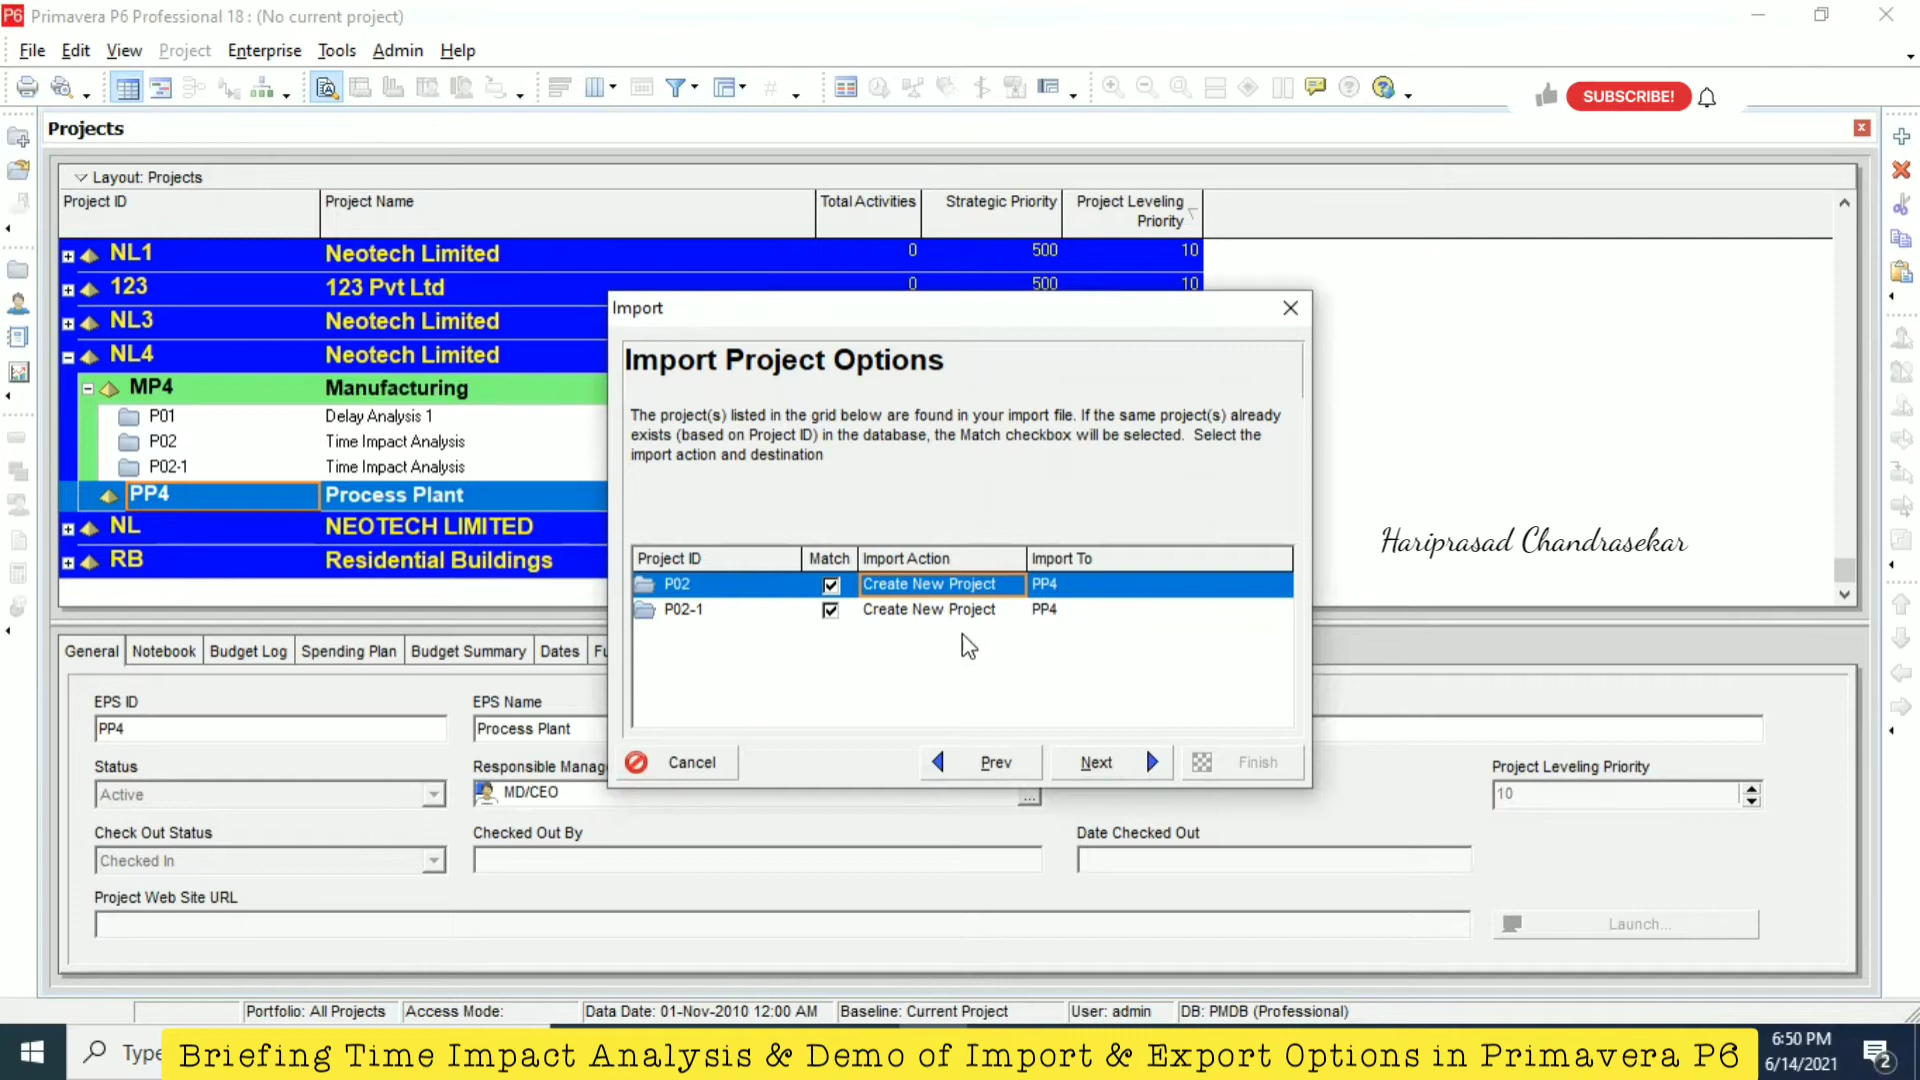 P6 Primavera P6 Professional 18 : (No current project)
File Edit View Project Enterprise Tools Admin Help
SUBSCRIBE!
Projects
Layout: Projects
Project ID Project Name Total Activities Strategic Priority Project Leveling Priority
NL1 Neotech Limited 0 500 10
123 123 Pvt Ltd 0 500 10
NL3 Neotech Limited
NL4 Neotech Limited
MP4 Manufacturing
P01 Delay Analysis 1
P02 Time Impact Analysis
P02-1 Time Impact Analysis
PP4 Process Plant
NL NEOTECH LIMITED
RB Residential Buildings
Import
Import Project Options
The project(s) listed in the grid below are found in your import file. If the same project(s) already
exists (based on Project ID) in the database, the Match checkbox will be selected. Select the
import action and destination
Project ID Match Import Action Import To
P02 Create New Project PP4
P02-1 Create New Project PP4
Cancel Prev Next Finish
Hariprasad Chandrasekar
General Notebook Budget Log Spending Plan Budget Summary Dates Fu
EPS ID EPS Name
PP4 Process Plant
Status Responsible Manag Project Leveling Priority
Active MD/CEO ... 10
Check Out Status Checked Out By Date Checked Out
Checked In
Project Web Site URL
Launch...
Portfolio: All Projects Access Mode: Data Date: 01-Nov-2010 12:00 AM Baseline: Current Project User: admin DB: PMDB (Professional)
Type
Briefing Time Impact Analysis & Demo of Import & Export Options in Primavera P6
6:50 PM
6/14/2021
2